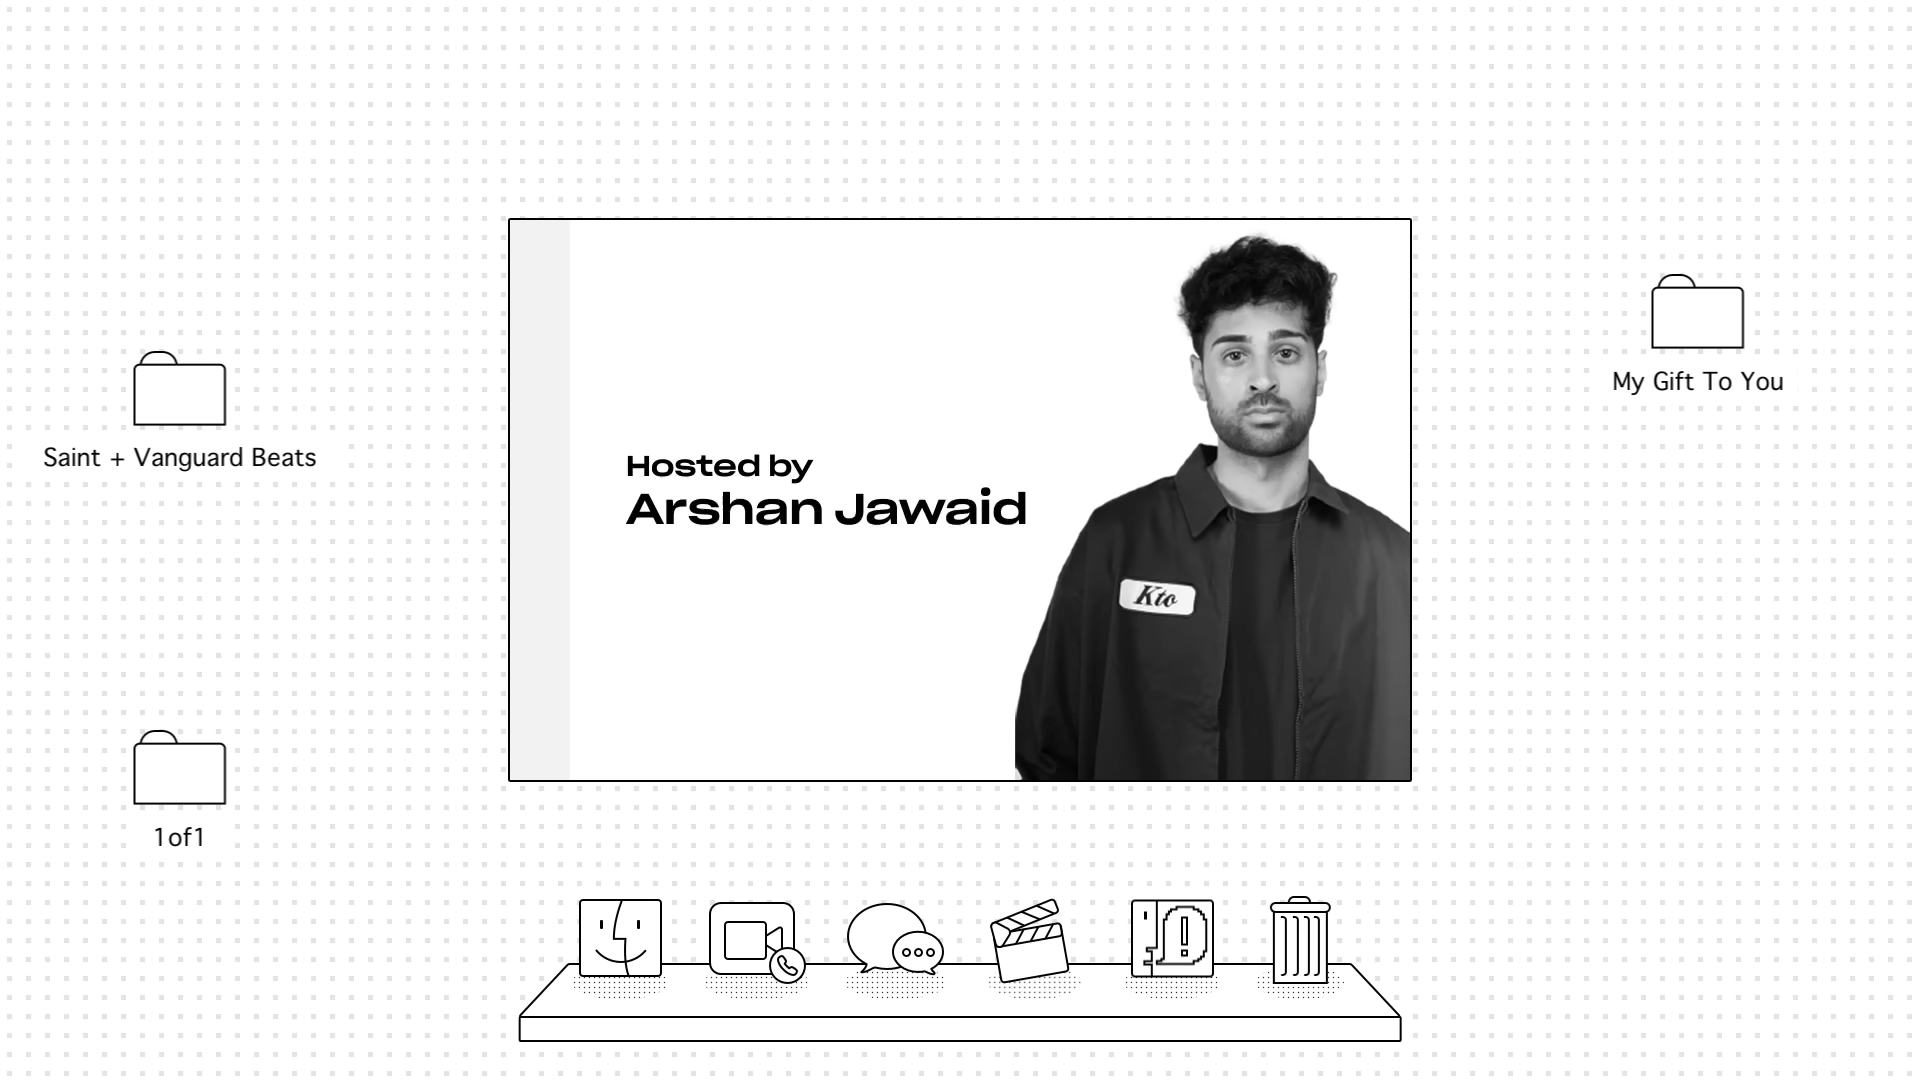 My Gift To You
Saint + Vanguard Beats
Hosted by
Arshan Jawaid
Kto
1of1